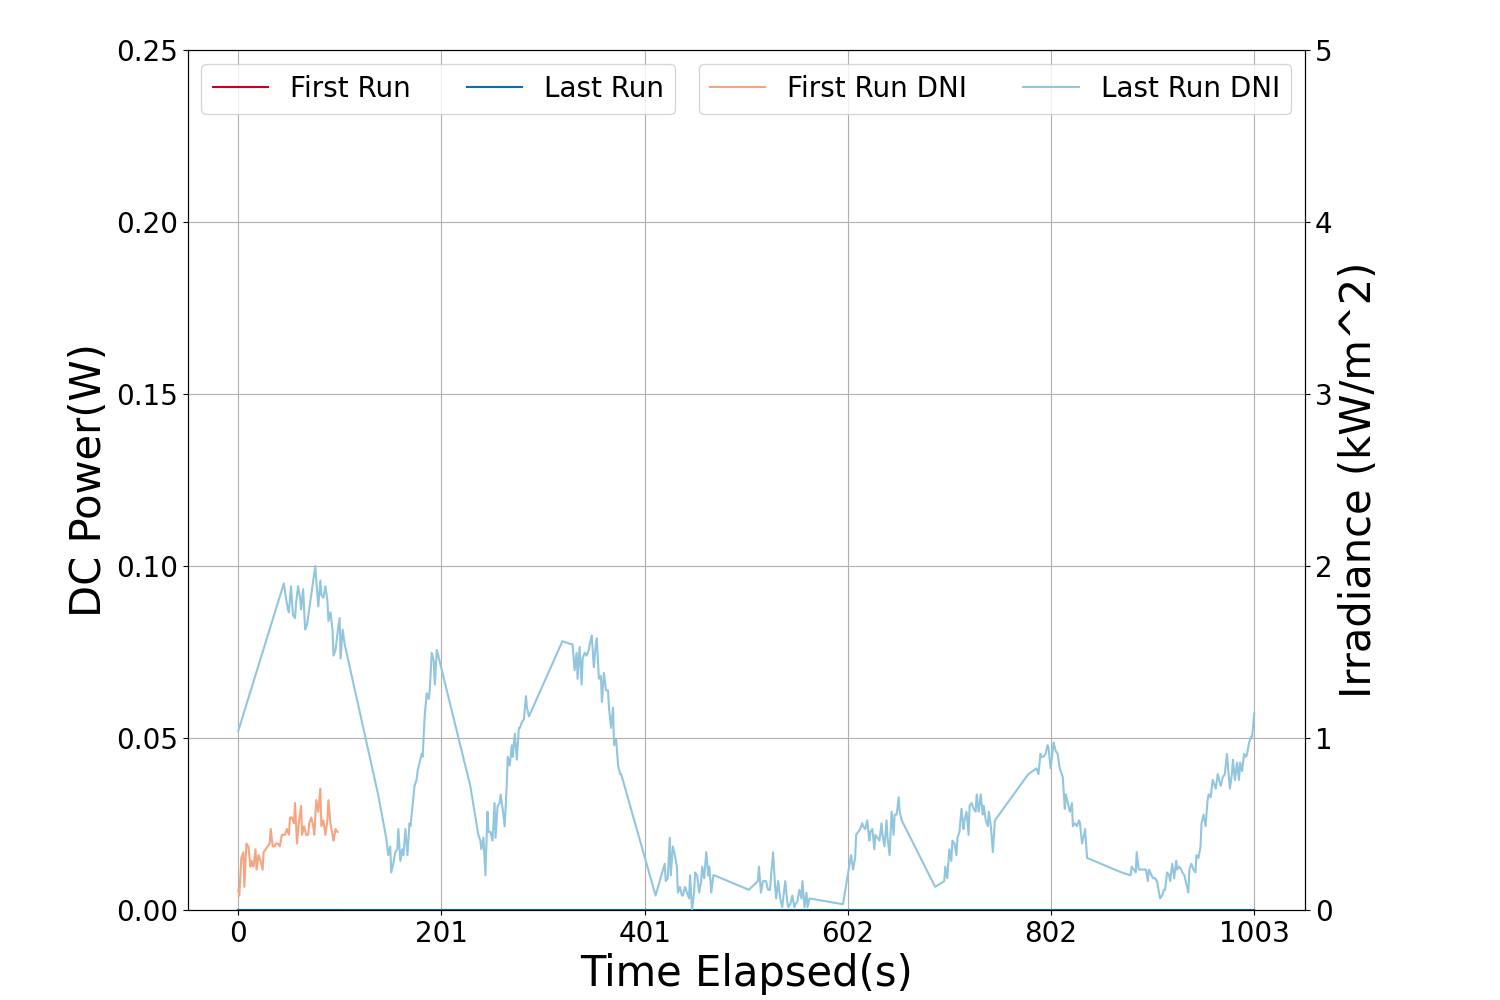 First Run
Last Run
First Run DNI
Last Run DNI
DC Power(W)
0.25
0.20
0.15
0.10
0.05
0.00
5
4
3
2
1
0
Irradiance (kW/m^2)
0
201
401
602
802
1003
Time Elapsed(s)